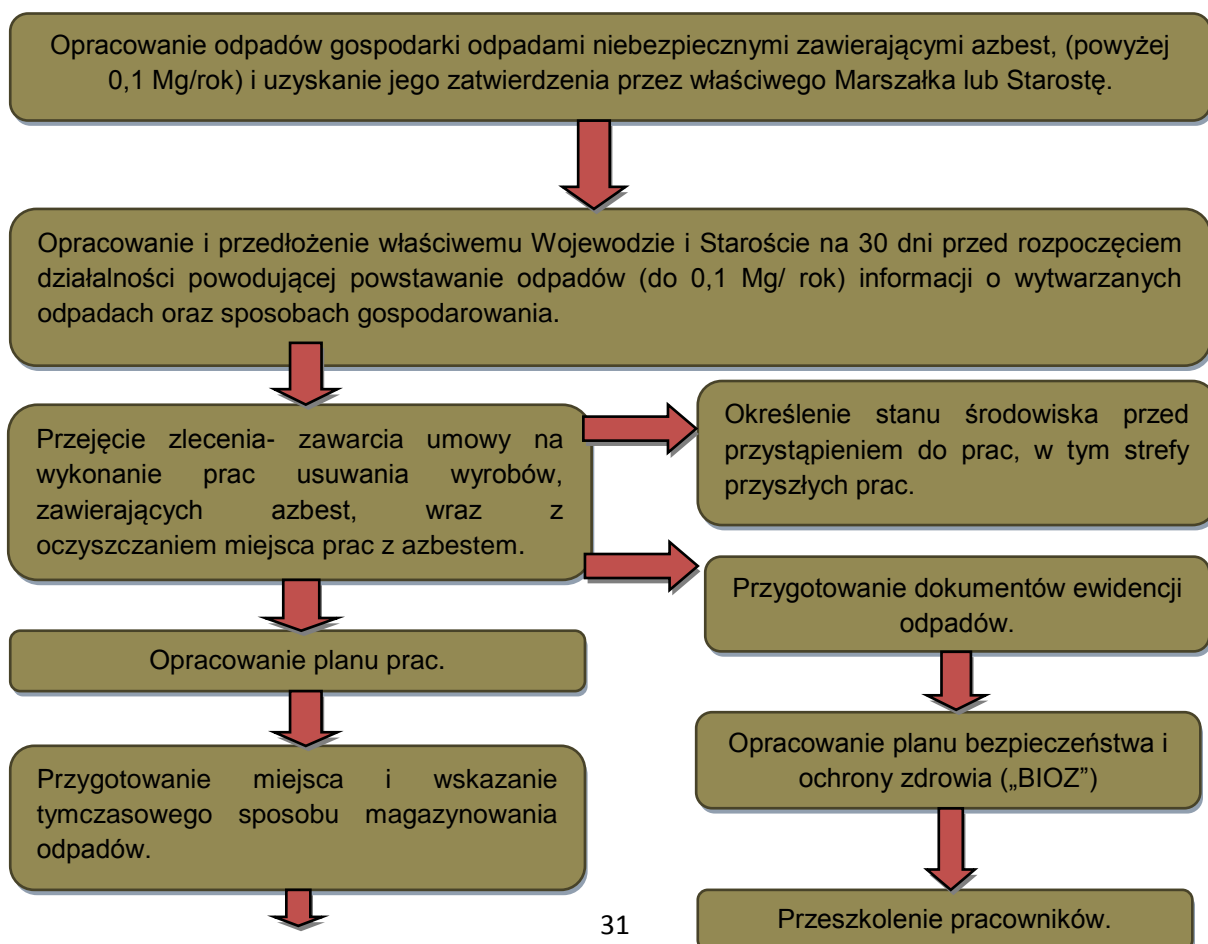 Opracowanie odpadów gospodarki odpadami niebezpiecznymi zawierającymi azbest, (powyżej
0,1 Mg/rok) i uzyskanie jego zatwierdzenia przez właściwego Marszałka lub Starostę.
Opracowanie i przedłożenie właściwemu Wojewodzie i Staroście na 30 dni przed rozpoczęciem
działalności powodującej powstawanie odpadów (do 0,1 Mg/ rok) informacji o wytwarzanych
odpadach oraz sposobach gospodarowania.
Przejęcie zlecenia- zawarcia umowy na
wykonanie prac usuwania wyrobów,
zawierających azbest, wraz z
oczyszczaniem miejsca prac z azbestem.
Określenie stanu środowiska przed
przystąpieniem do prac, w tym strefy
przyszłych prac.
Przygotowanie dokumentów ewidencji
odpadów.
Opracowanie planu prac.
Opracowanie planu bezpieczeństwa i
ochrony zdrowia („BIOZ”)
Przygotowanie miejsca i wskazanie
tymczasowego sposobu magazynowania
odpadów.
Przeszkolenie pracowników.
31